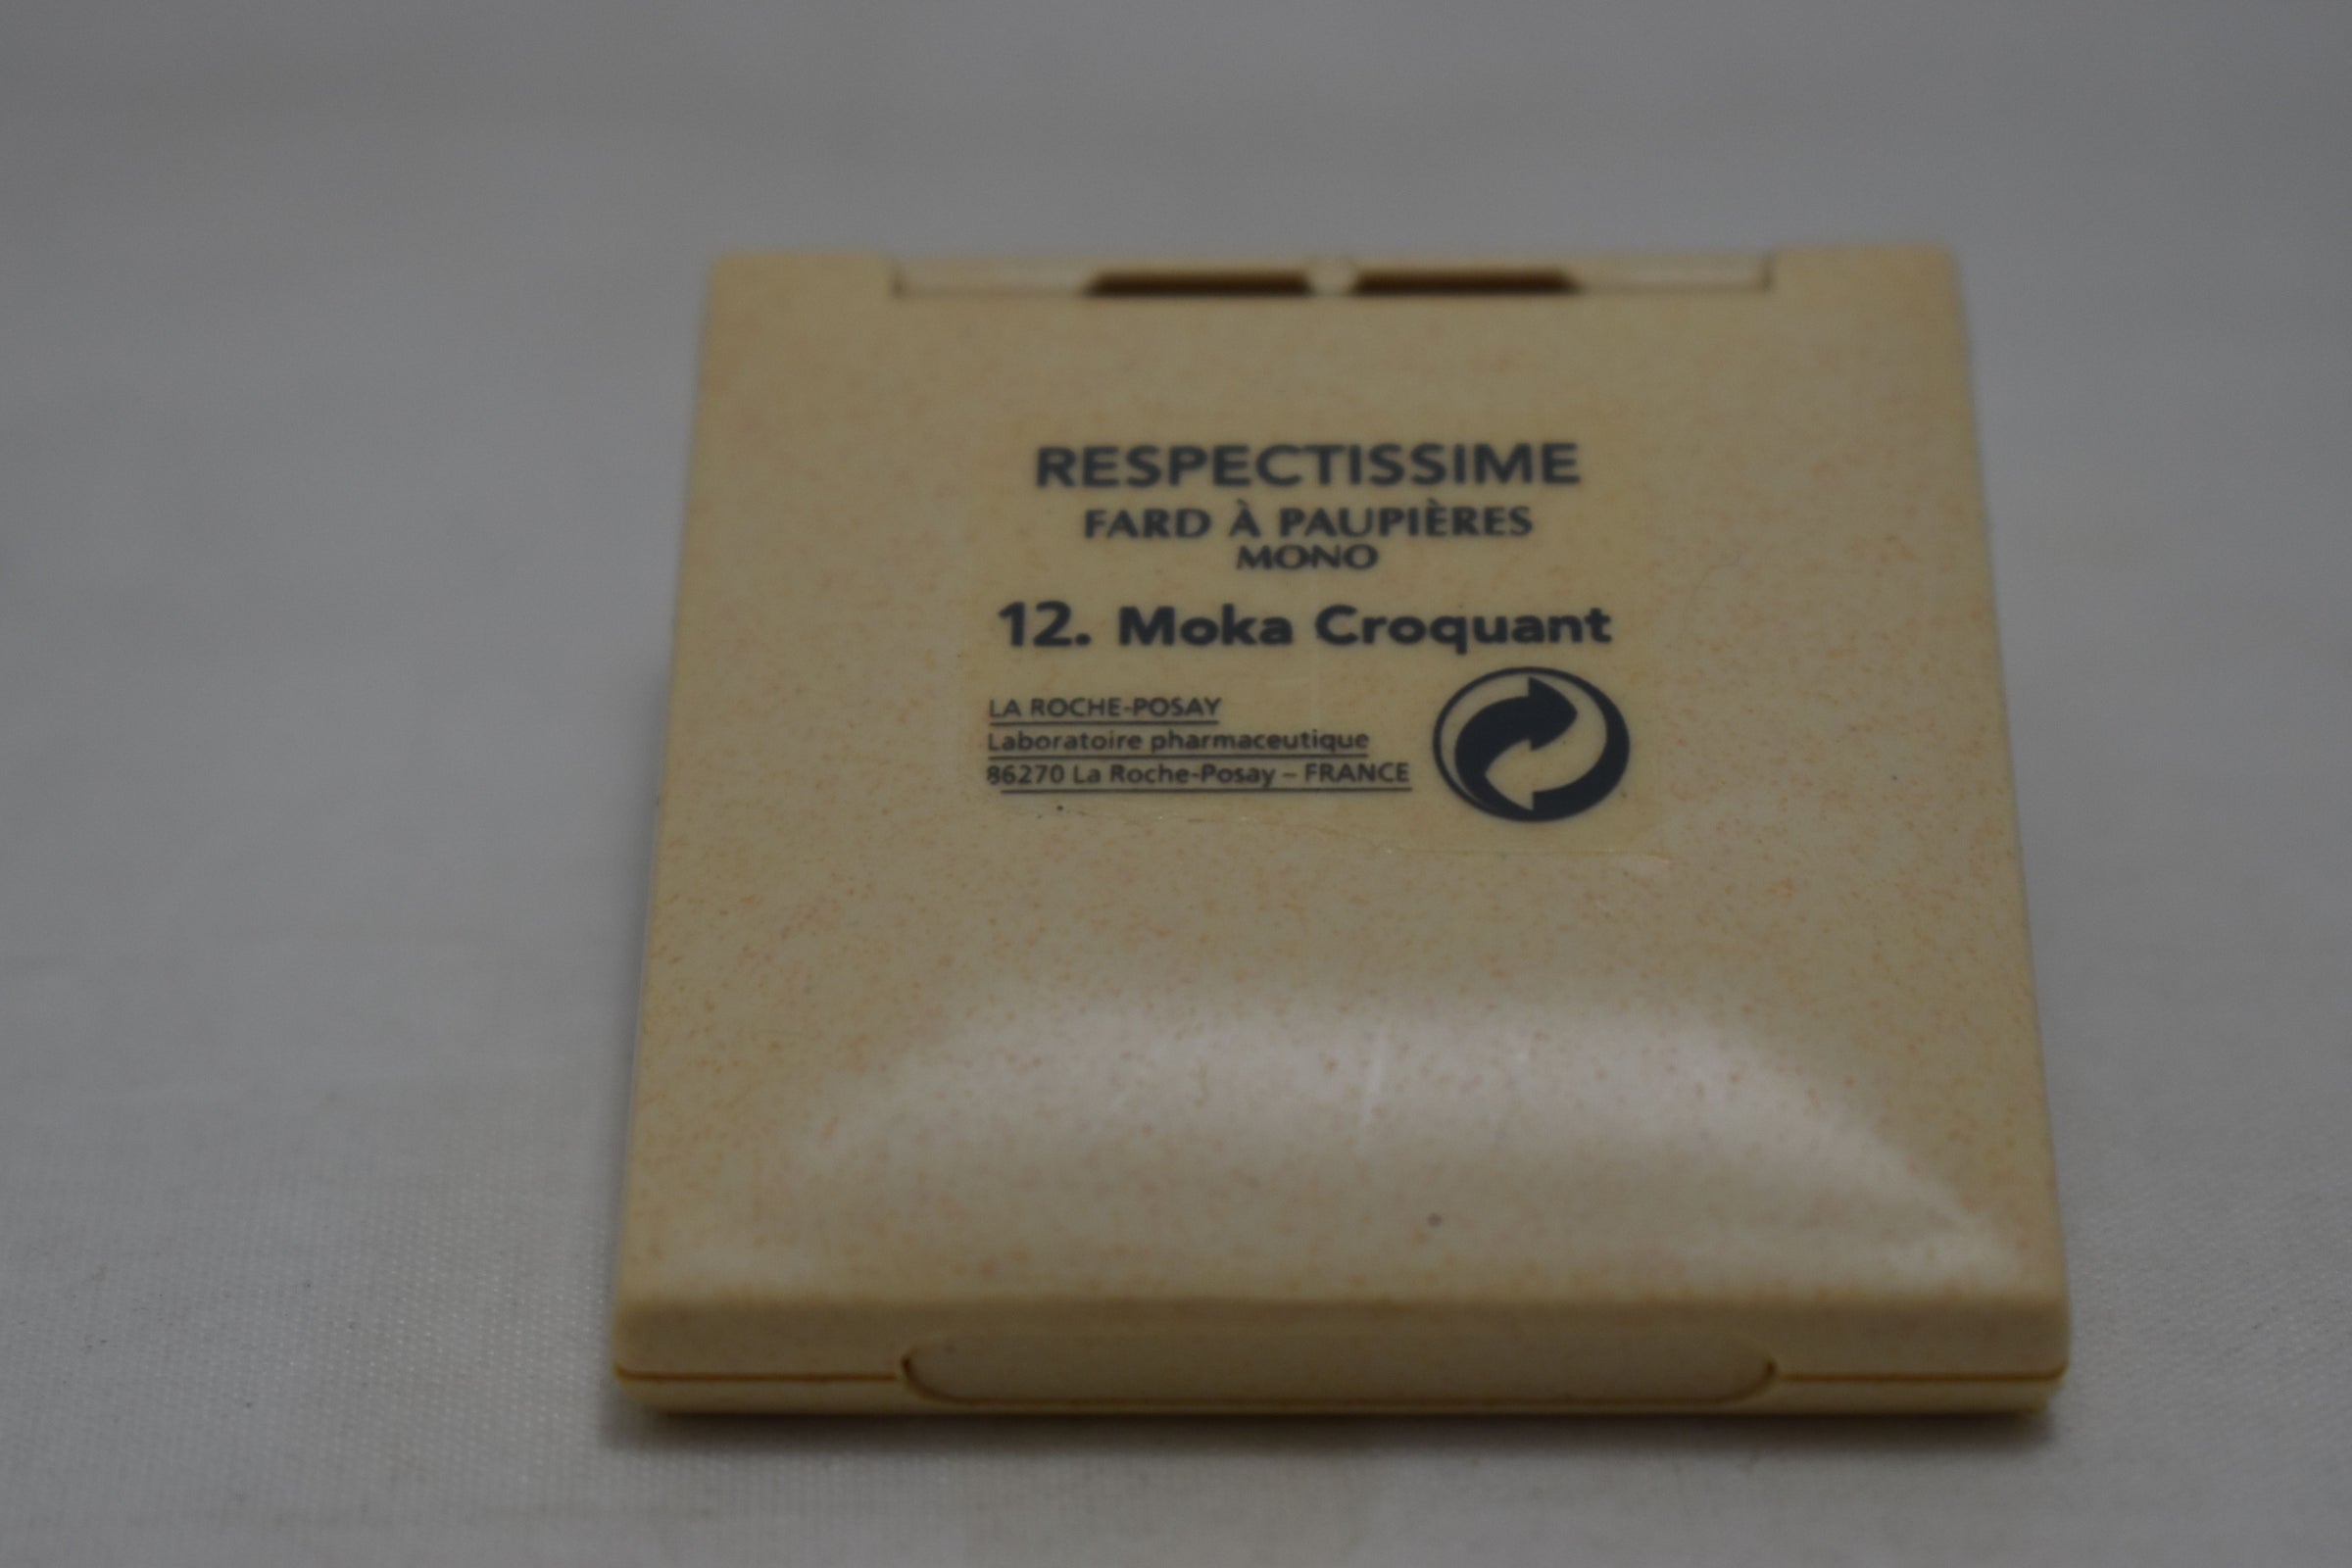 RESPECTISSIME
FARD À PAUPIÈRES
MONO
12. Moka Croquant
LA ROCHE-POSAY
Laboratoire pharmaceutique
86270 La Roche-Posay – FRANCE